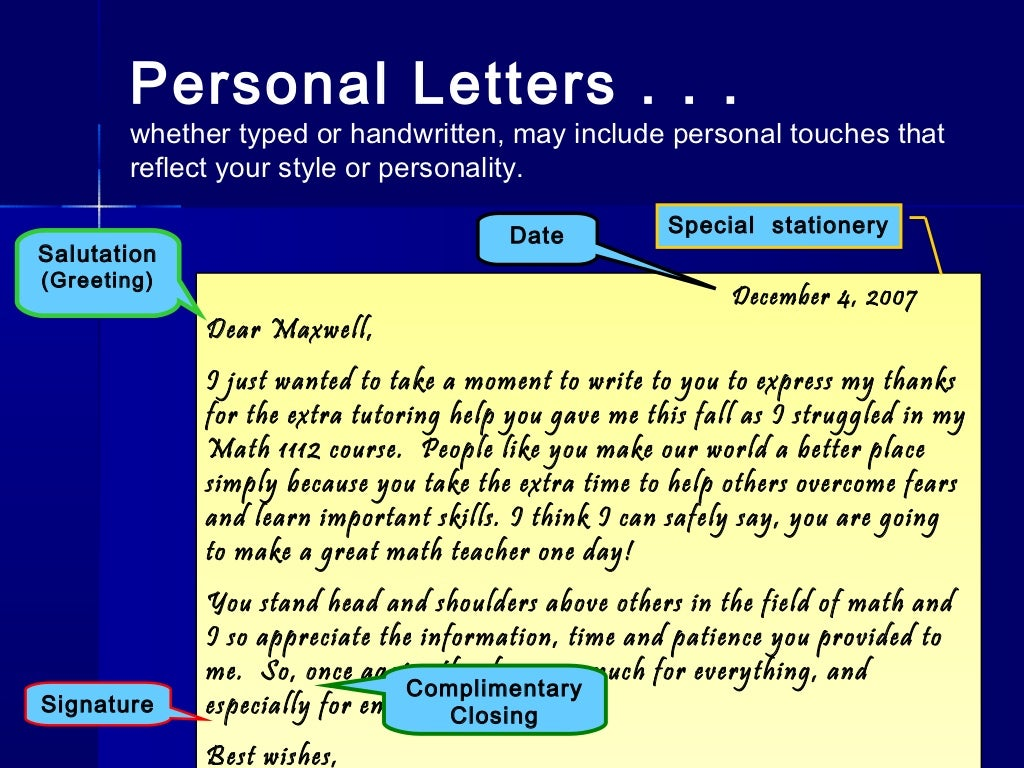 Personal Letters . . .
whether typed or handwritten, may include personal touches that
reflect your style or personality.
Salutation
(Greeting)
Date
Special stationery
December 4, 2007
Dear Maxwell,
I just wanted to take a moment to write to you to express my thanks
for the extra tutoring help you gave me this fall as I struggled in my
Math 1112 course. People like you make our world a better place
simply because you take the extra time to help others overcome fears
and learn important skills. I think I can safely say, you are going
to make a great math teacher one day!
You stand head and shoulders above others in the field of math and
I so appreciate the information, time and patience you provided to
me. So, once much for everything, and
especially for
Complimentary
Closing
Signature
Best wishes,